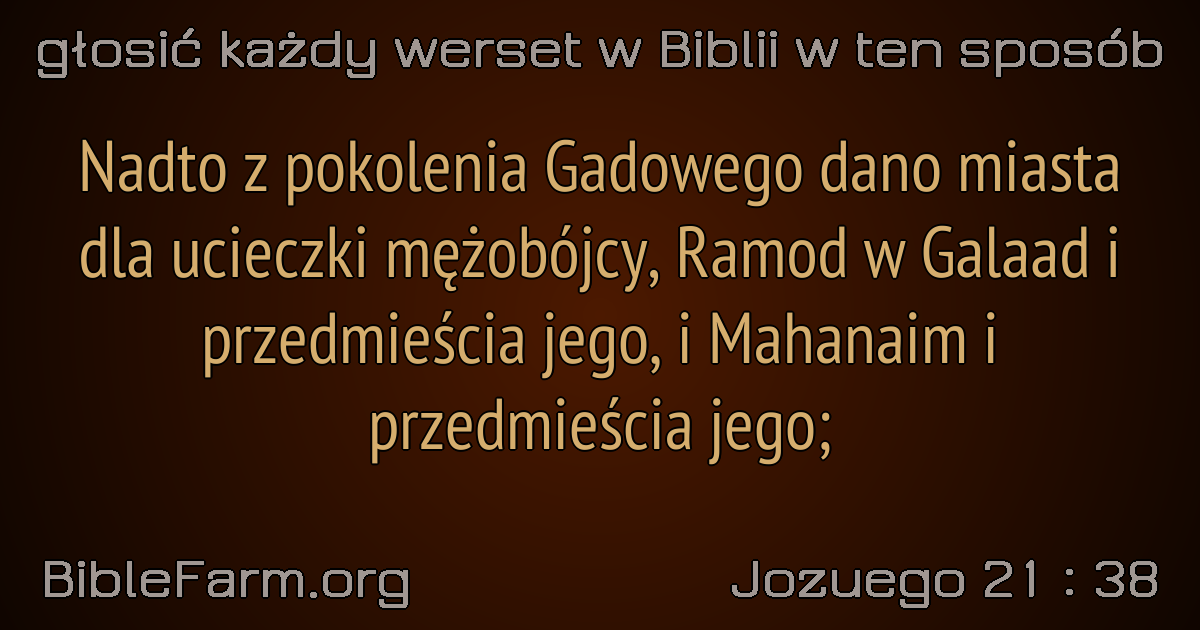 głosić każdy werset w Biblii w ten sposób
Nadto z pokolenia Gadowego dano miasta
dla ucieczki mężobójcy, Ramod w Galaad i
przedmieścia jego, i Mahanaim i
przedmieścia jego;
BibleFarm.org
Jozuego 21 : 38